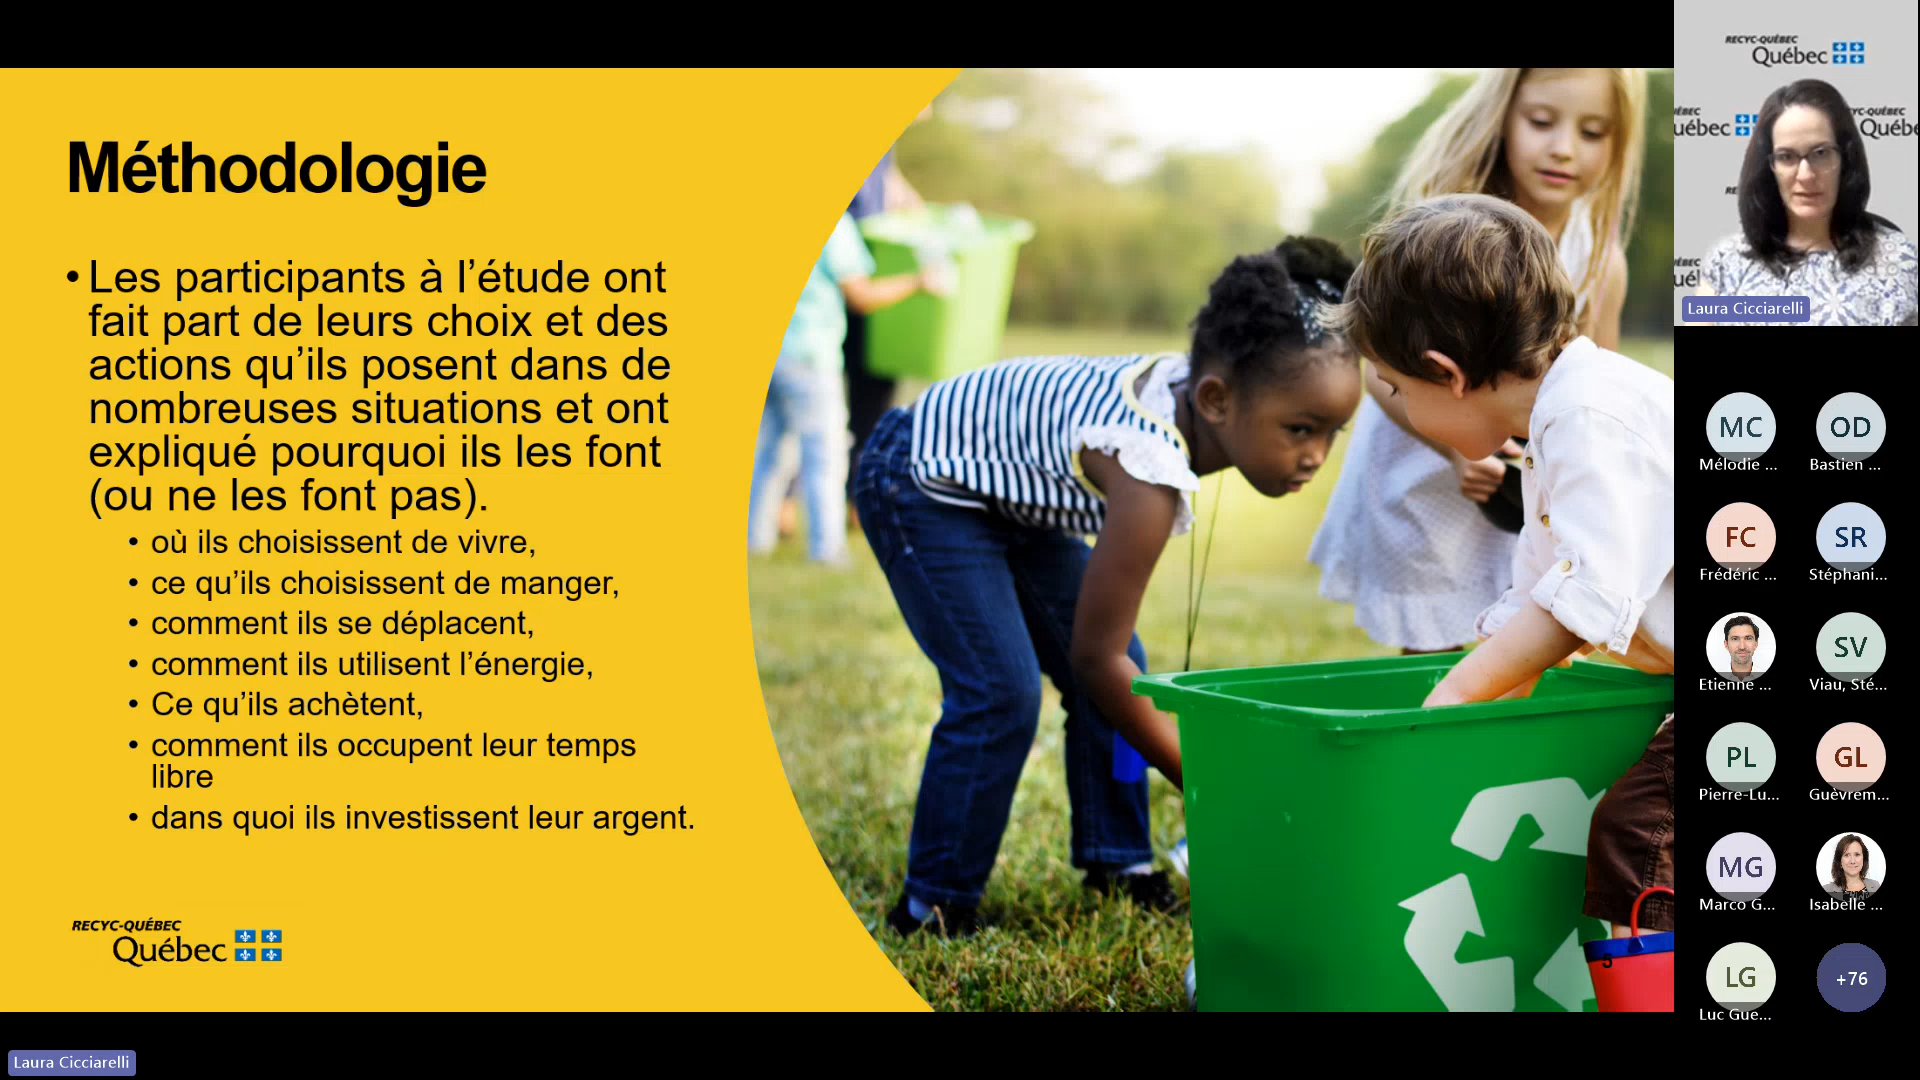 Méthodologie
• Les participants à l’étude ont
fait part de leurs choix et des
actions qu’ils posent dans de
nombreuses situations et ont
expliqué pourquoi ils les font
(ou ne les font pas).
• où ils choisissent de vivre,
• ce qu’ils choisissent de manger,
• comment ils se déplacent,
• comment ils utilisent l’énergie,
• Ce qu’ils achètent,
• comment ils occupent leur temps
libre
• dans quoi ils investissent leur argent.
RECYC-QUÉBEC
Québec
5
Laura Cicciarelli
RECYC-QUÉBEC
Québec
Laura Cicciarelli
MC
Mélodie ...
OD
Bastien ...
FC
Frédéric ...
SR
Stéphani...
Etienne ...
SV
Viau, Sté...
PL
Pierre-Lu...
GL
Guèvrem...
MG
Marco G...
Isabelle ...
LG
Luc Gue...
+76